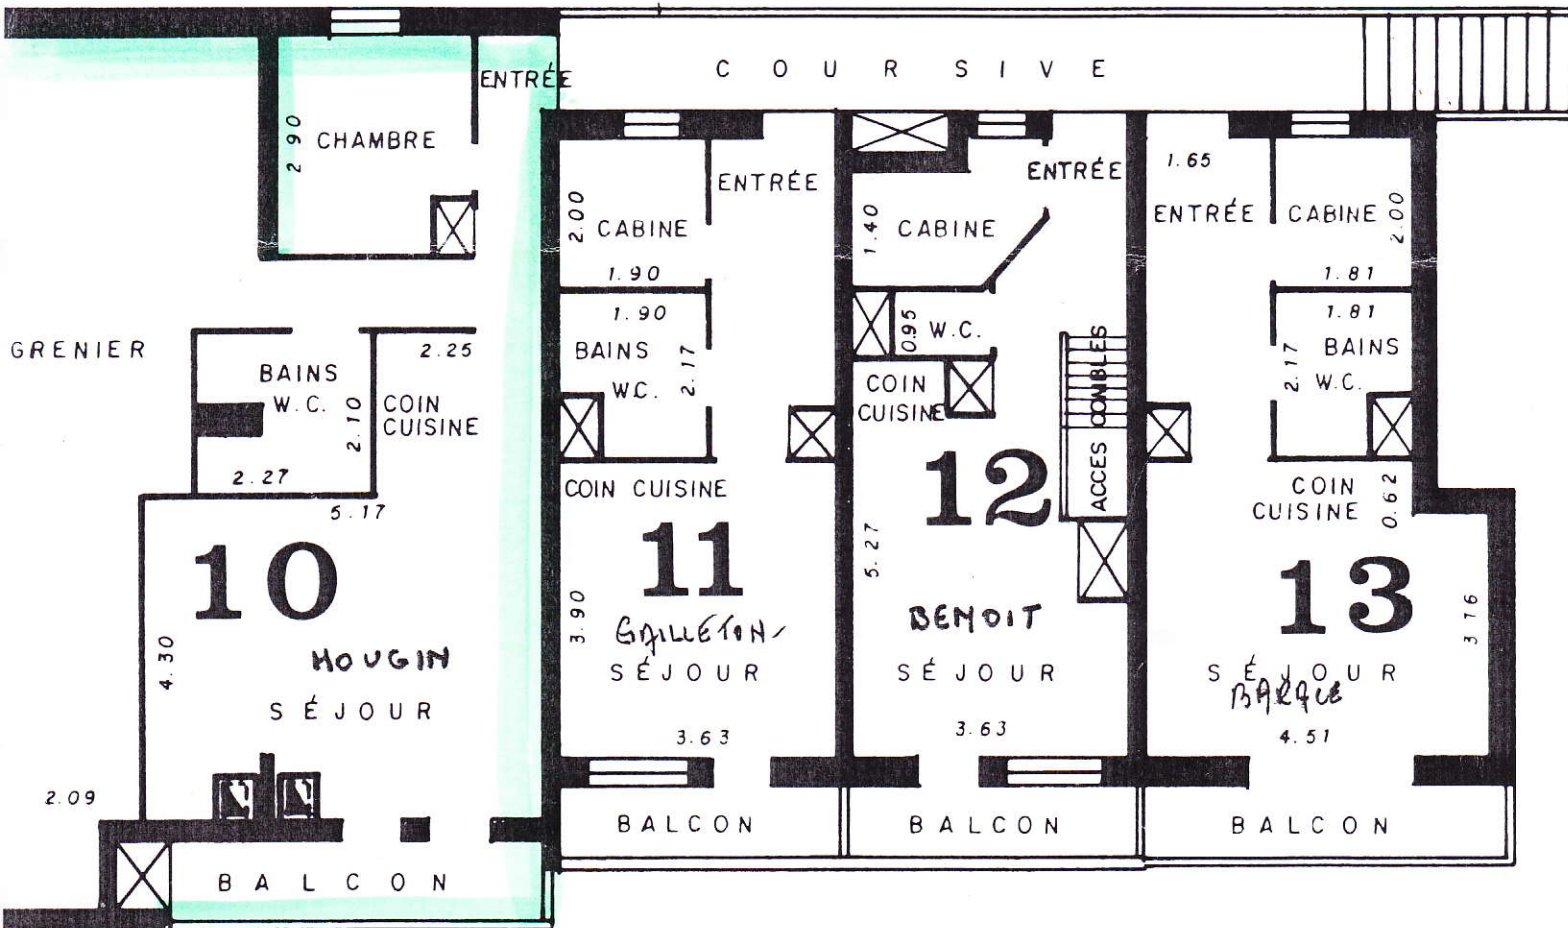 COURSIVE
ENTRÉE
CHAMBRE
2 90
GRENIER
BAINS
W.C.
2.10
2.27
2.25
COIN
CUISINE
5.17
10
4.30
SÉJOUR
2.09
BALCON
ENTRÉE
2.00
CABINE
1.90
1.90
BAINS
W.C.
2.17
COIN CUISINE
11
3.90
SÉJOUR
3.63
BALCON
ENTRÉE
1.40
CABINE
0.95
W.C.
COIN
CUISINE
ACCES COMBLES
12
5.27
BENOIT
SÉJOUR
3.63
BALCON
1.65
ENTRÉE
CABINE
2.00
1.81
1.81
BAINS
W.C.
2.17
COIN
CUISINE
0.62
13
3.76
SÉJOUR
4.51
BALCON